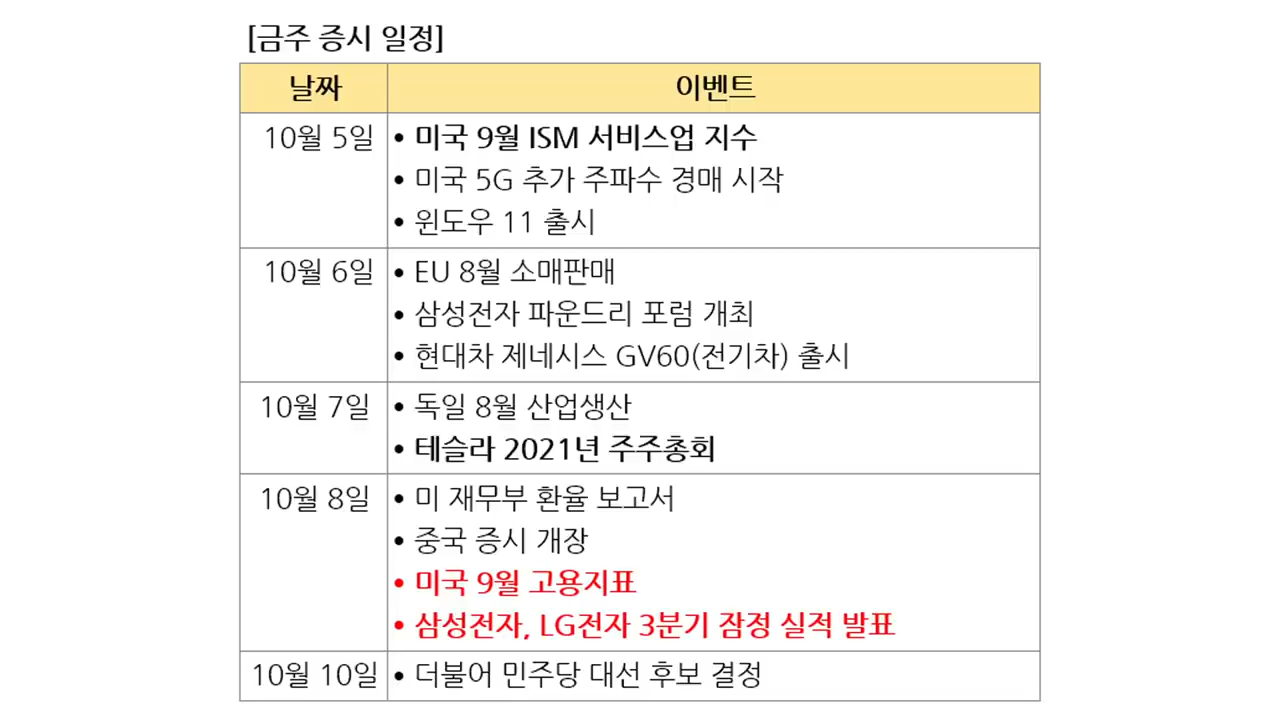 [금주 증시 일정]
날짜 이벤트
10월 5일 • 미국 9월 ISM 서비스업 지수
• 미국 5G 추가 주파수 경매 시작
• 윈도우 11 출시
10월 6일 • EU 8월 소매판매
• 삼성전자 파운드리 포럼 개최
• 현대차 제네시스 GV60(전기차) 출시
10월 7일 • 독일 8월 산업생산
• 테슬라 2021년 주주총회
10월 8일 • 미 재무부 환율 보고서
• 중국 증시 개장
• 미국 9월 고용지표
• 삼성전자, LG전자 3분기 잠정 실적 발표
10월 10일 • 더불어 민주당 대선 후보 결정